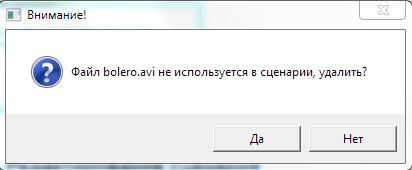 Внимание!
Файл bolero.avi не используется в сценарии, удалить?
Да
Нет